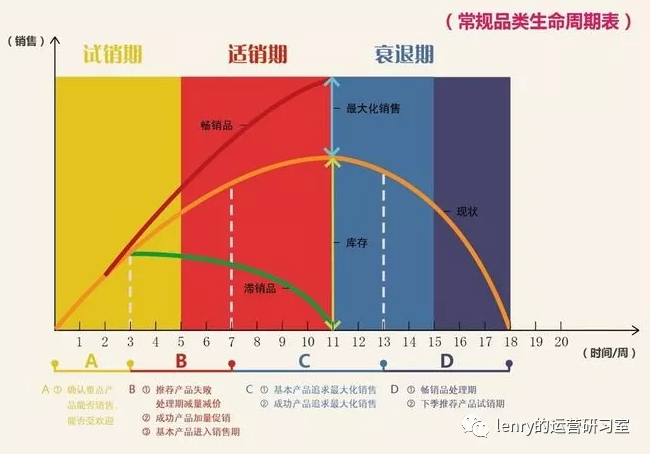 （常规品类生命周期表）
（销售）
试销期 适销期 衰退期
畅销品
最大化销售
现状
库存
滞销品
1 2 3 4 5 6 7 8 9 10 11 12 13 14 15 16 17 18 19 20
（时间/周）
A B C D
A ① 确认重点产
品能否销售、
能否受欢迎
B ① 推荐产品失败
处理期减量减价
② 成功产品加量促销
③ 基本产品进入销售期
C ① 基本产品追求最大化销售
② 成功产品追求最大化销售
D ① 畅销品处理期
② 下季推荐产品试销期
lenry的运营研习室